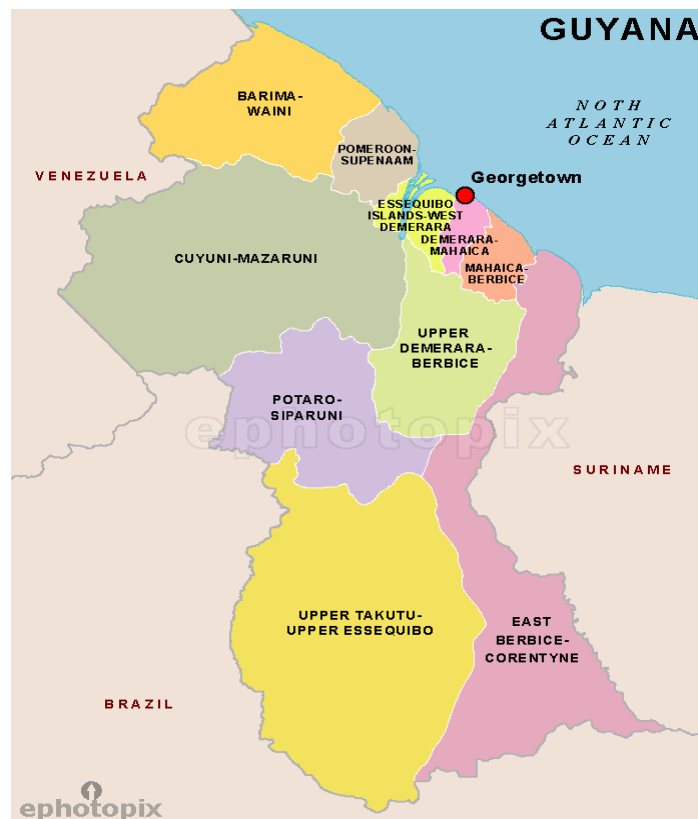 GUYANA
NOTH
ATLANTIC
OCEAN
BARIMA-
WAINI
POMEROON-
SUPENAAM
VENEZUELA
Georgetown
ESSEQUIBO
ISLANDS-WEST
DEMERARA
DEMERARA-
MAHAICA
CUYUNI-MAZARUNI
MAHAICA-
BERBICE
UPPER
DEMERARA-
BERBICE
POTARO-
SIPARUNI
ephotopix
SURINAME
UPPER TAKUTU-
UPPER ESSEQUIBO
EAST
BERBICE-
CORENTYNE
BRAZIL
ephotopix